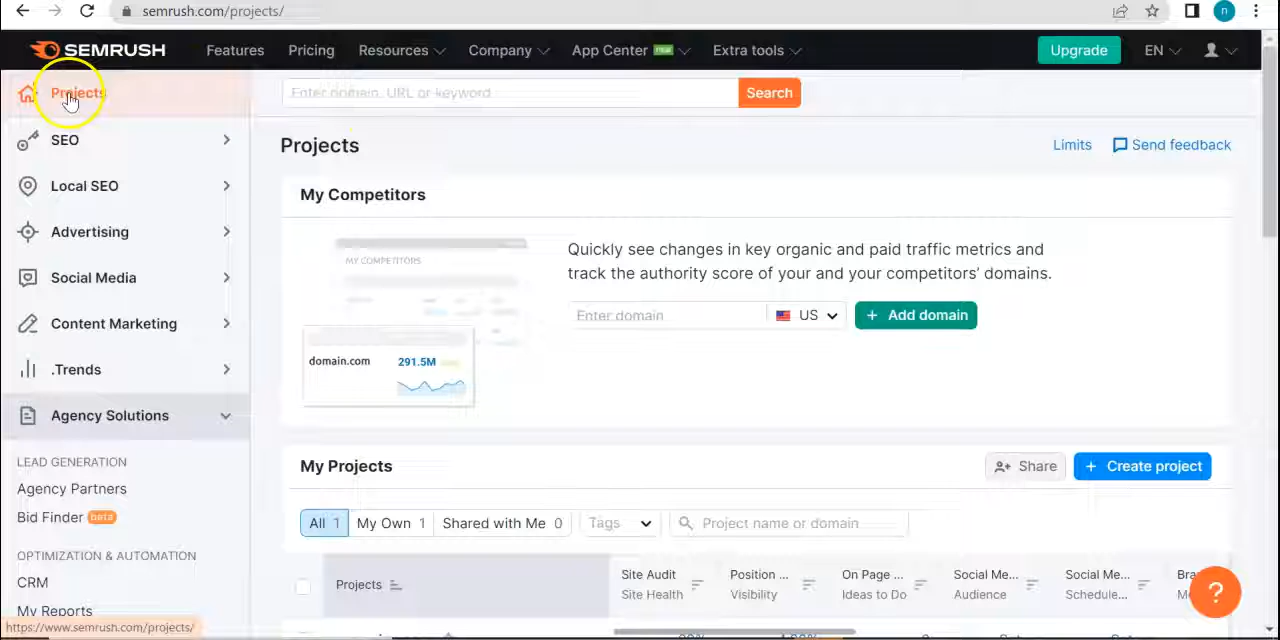 semrush.com/projects/
n
SEMRUSH
Features
Pricing
Resources
Company
App Center
Extra tools
Upgrade
EN
Projects
Enter domain, URL or keyword
Search
SEO
Local SEO
Advertising
Social Media
Content Marketing
.Trends
Agency Solutions
LEAD GENERATION
Agency Partners
Bid Finder beta
OPTIMIZATION & AUTOMATION
CRM
My Reports
https://www.semrush.com/projects/
Projects
Limits
Send feedback
My Competitors
MY COMPETITORS
domain.com
291.5M
Quickly see changes in key organic and paid traffic metrics and
track the authority score of your and your competitors' domains.
Enter domain
US
+ Add domain
My Projects
Share
+ Create project
All 1
My Own 1
Shared with Me 0
Tags
Project name or domain
Projects
Site Audit
Site Health
Position ...
Visibility
On Page ...
Ideas to Do
Social Me...
Audience
Social Me...
Schedule...
?